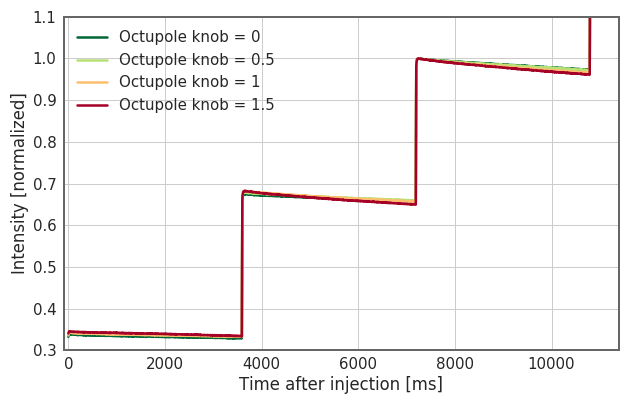 Octupole knob = 0
Octupole knob = 0.5
Octupole knob = 1
Octupole knob = 1.5
Intensity [normalized]
1.1
1.0
0.9
0.8
0.7
0.6
0.5
0.4
0.3
0 2000 4000 6000 8000 10000
Time after injection [ms]